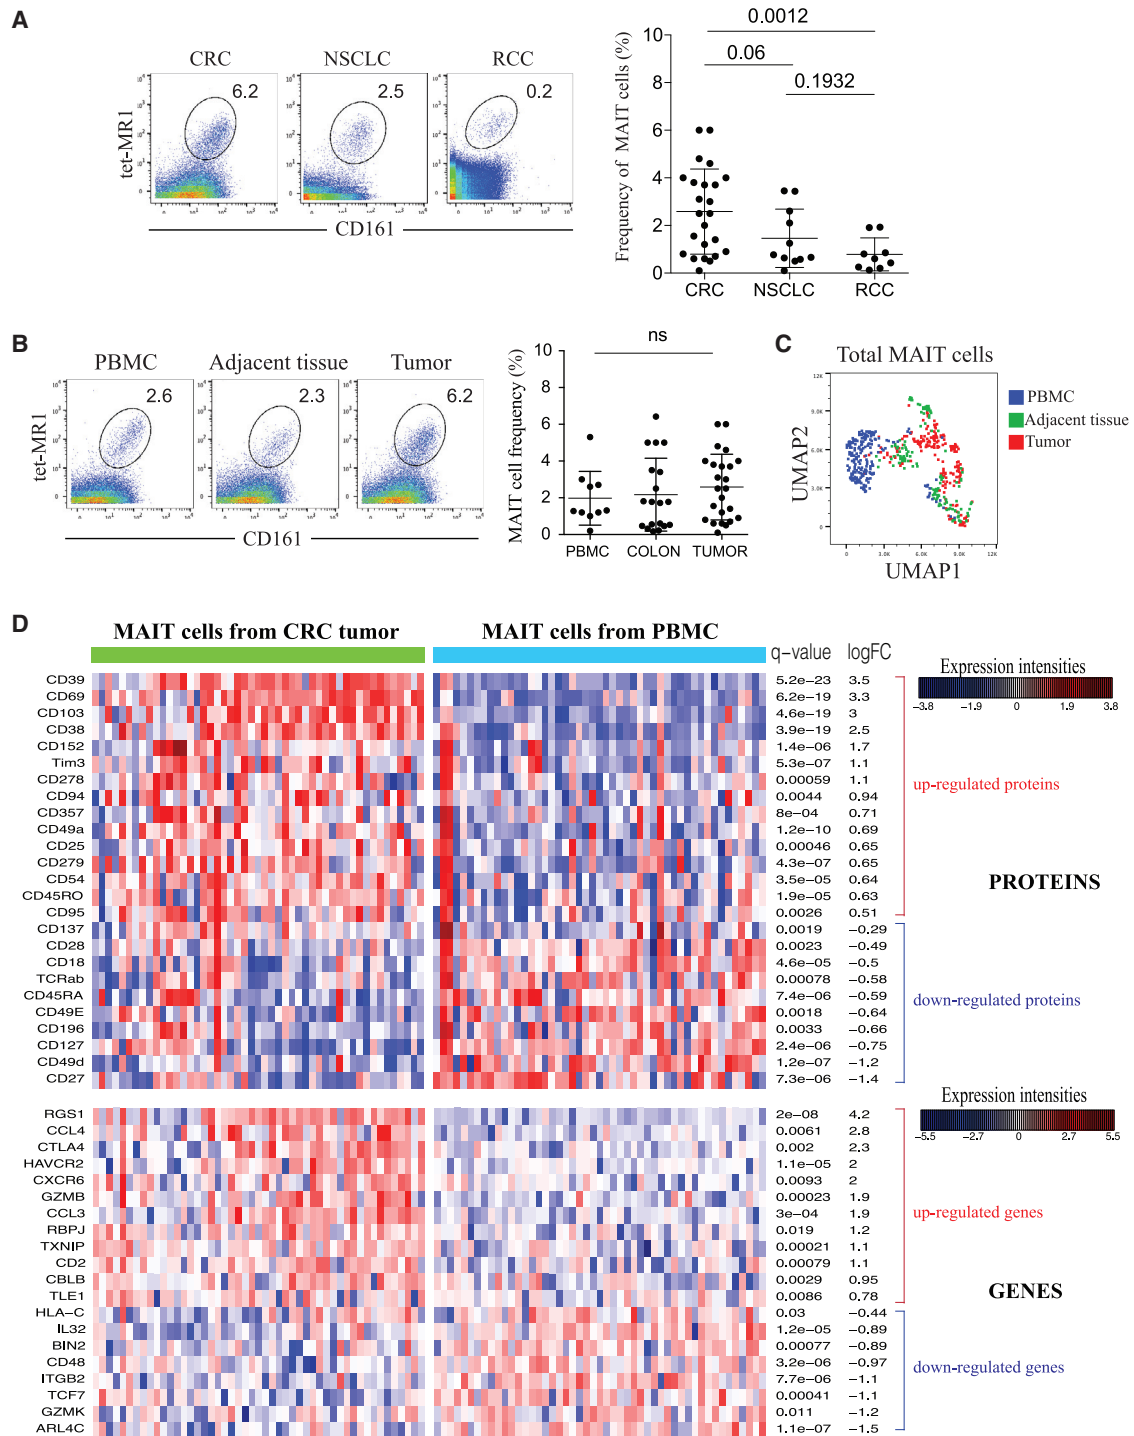 A
CRC NSCLC RCC
6.2 2.5 0.2
tet-MR1
CD161
Frequency of MAIT cells (%)
10
8
6
4
2
0
0.0012
0.06
0.1932
CRC NSCLC RCC
B
PBMC Adjacent tissue Tumor
2.6 2.3 6.2
tet-MR1
CD161
MAIT cell frequency (%)
10
8
6
4
2
0
ns
PBMC COLON TUMOR
C
Total MAIT cells
UMAP2
12K
9.0K
6.0K
3.0K
0
0 3.0K 6.0K 9.0K 12K
UMAP1
PBMC
Adjacent tissue
Tumor
D
MAIT cells from CRC tumor MAIT cells from PBMC q-value logFC
CD39 5.2e-23 3.5
CD69 6.2e-19 3.3
CD103 4.6e-19 3
CD38 3.9e-19 2.5
CD152 1.4e-06 1.7
Tim3 5.3e-07 1.1
CD278 0.00059 1.1
CD94 0.0044 0.94
CD357 8e-04 0.71
CD49a 1.2e-10 0.69
CD25 0.00046 0.65
CD279 4.3e-07 0.65
CD54 3.5e-05 0.64
CD45RO 1.9e-05 0.63
CD95 0.0026 0.51
CD137 0.0019 -0.29
CD28 0.0023 -0.49
CD18 4.6e-05 -0.5
TCRab 0.00078 -0.58
CD45RA 7.4e-06 -0.59
CD49E 0.0018 -0.64
CD196 0.0033 -0.66
CD127 2.4e-06 -0.75
CD49d 1.2e-07 -1.2
CD27 7.3e-06 -1.4
Expression intensities
-3.8 -1.9 0 1.9 3.8
up-regulated proteins
PROTEINS
down-regulated proteins
RGS1 2e-08 4.2
CCL4 0.0061 2.8
CTLA4 0.002 2.3
HAVCR2 1.1e-05 2
CXCR6 0.0093 2
GZMB 0.00023 1.9
CCL3 3e-04 1.9
RBPJ 0.019 1.2
TXNIP 0.00021 1.1
CD2 0.00079 1.1
CBLB 0.0029 0.95
TLE1 0.0086 0.78
HLA-C 0.03 -0.44
IL32 1.2e-05 -0.89
BIN2 0.00077 -0.89
CD48 3.2e-06 -0.97
ITGB2 7.7e-06 -1.1
TCF7 0.00041 -1.1
GZMK 0.011 -1.2
ARL4C 1.1e-07 -1.5
Expression intensities
-5.5 -2.7 0 2.7 5.5
up-regulated genes
GENES
down-regulated genes